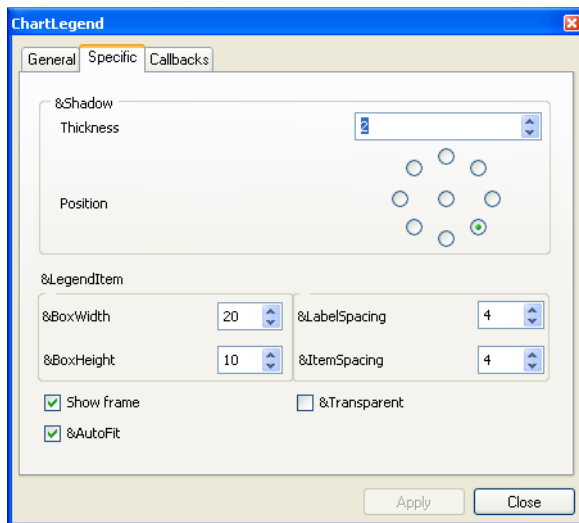 ChartLegend
General Specific Callbacks
&Shadow
Thickness 2
Position
&LegendItem
&BoxWidth 20 &LabelSpacing 4
&BoxHeight 10 &ItemSpacing 4
Show frame &Transparent
&AutoFit
Apply Close